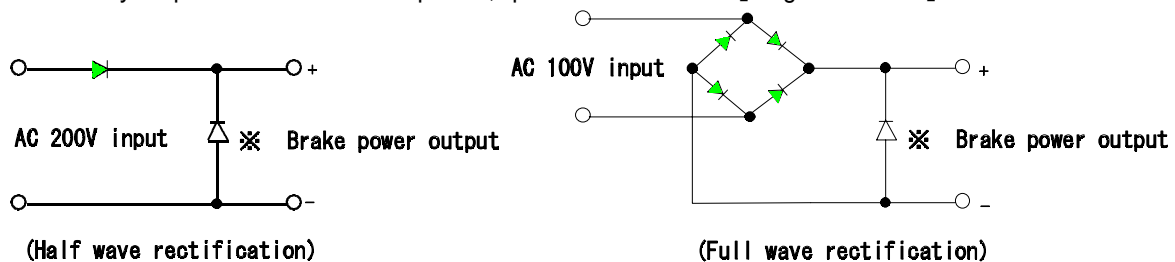 +
AC 200V input
※ Brake power output
−
(Half wave rectification)
AC 100V input
+
※ Brake power output
−
(Full wave rectification)